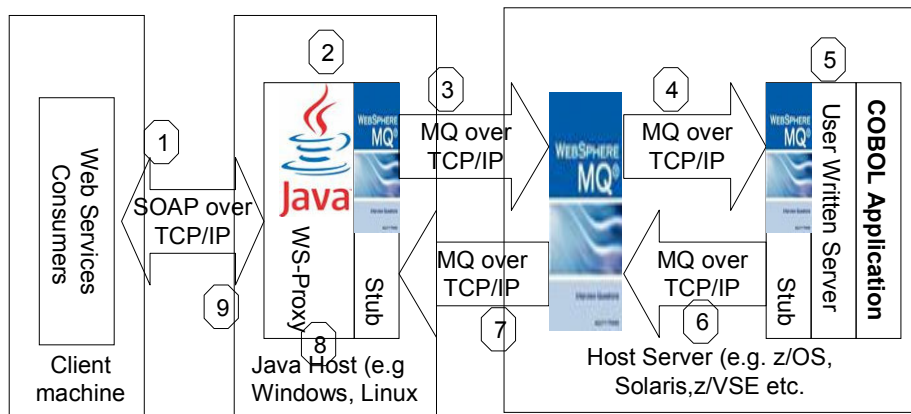 1
2
3
4
5
6
7
8
9
Web Services
Consumers
Client
machine
SOAP over
TCP/IP
Java
WS-Proxy
WEBSPHERE
MQ
Stub
Java Host (e.g
Windows, Linux
MQ over
TCP/IP
MQ over
TCP/IP
WEBSPHERE
MQ
Interview Questions
MQ over
TCP/IP
MQ over
TCP/IP
WEBSPHERE
MQ
Stub
User Written Server
COBOL Application
Host Server (e.g. z/OS,
Solaris,z/VSE etc.